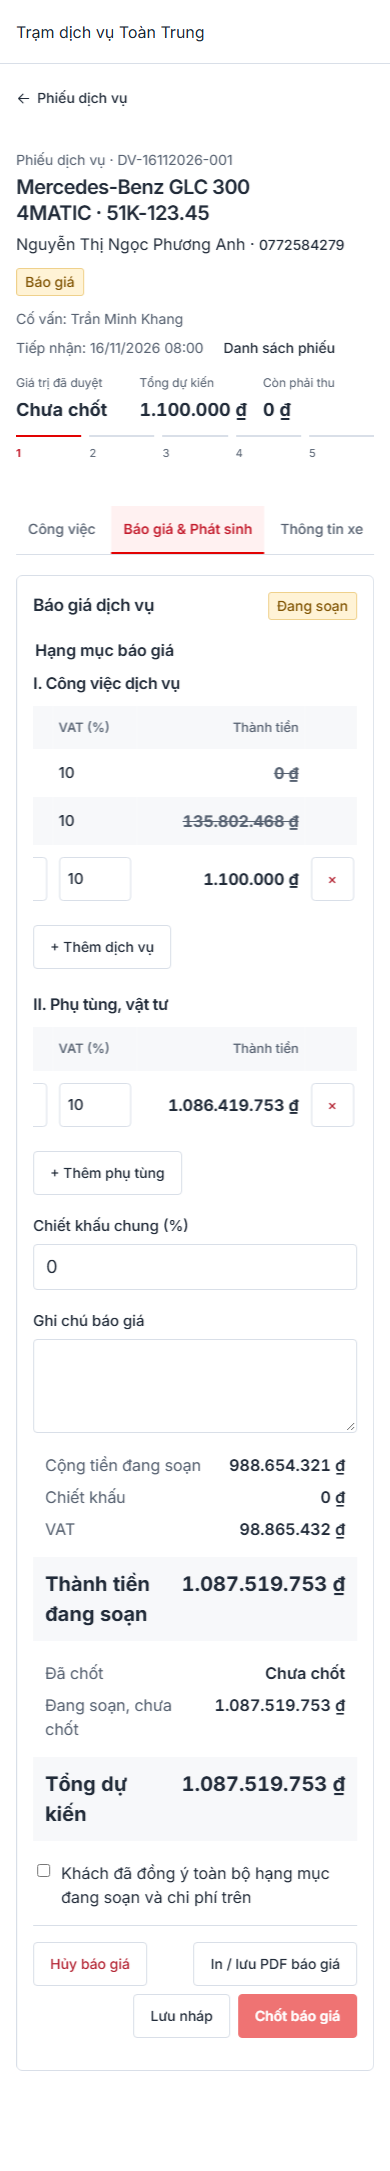 Trạm dịch vụ Toàn Trung
← Phiếu dịch vụ
Phiếu dịch vụ · DV-16112026-001
Mercedes-Benz GLC 300
4MATIC · 51K-123.45
Nguyễn Thị Ngọc Phương Anh · 0772584279
Báo giá
Cố vấn: Trần Minh Khang
Tiếp nhận: 16/11/2026 08:00 Danh sách phiếu
Giá trị đã duyệt Tổng dự kiến Còn phải thu
Chưa chốt 1.100.000 ₫ 0 ₫
1 2 3 4 5
Công việc Báo giá & Phát sinh Thông tin xe
Báo giá dịch vụ Đang soạn
Hạng mục báo giá
I. Công việc dịch vụ
VAT (%) Thành tiền
10 0 ₫
10 135.802.468 ₫
10 1.100.000 ₫ ×
+ Thêm dịch vụ
II. Phụ tùng, vật tư
VAT (%) Thành tiền
10 1.086.419.753 ₫ ×
+ Thêm phụ tùng
Chiết khấu chung (%)
0
Ghi chú báo giá
Cộng tiền đang soạn 988.654.321 ₫
Chiết khấu 0 ₫
VAT 98.865.432 ₫
Thành tiền 1.087.519.753 ₫
đang soạn
Đã chốt Chưa chốt
Đang soạn, chưa 1.087.519.753 ₫
chốt
Tổng dự 1.087.519.753 ₫
kiến
Khách đã đồng ý toàn bộ hạng mục
đang soạn và chi phí trên
Hủy báo giá In / lưu PDF báo giá
Lưu nháp Chốt báo giá